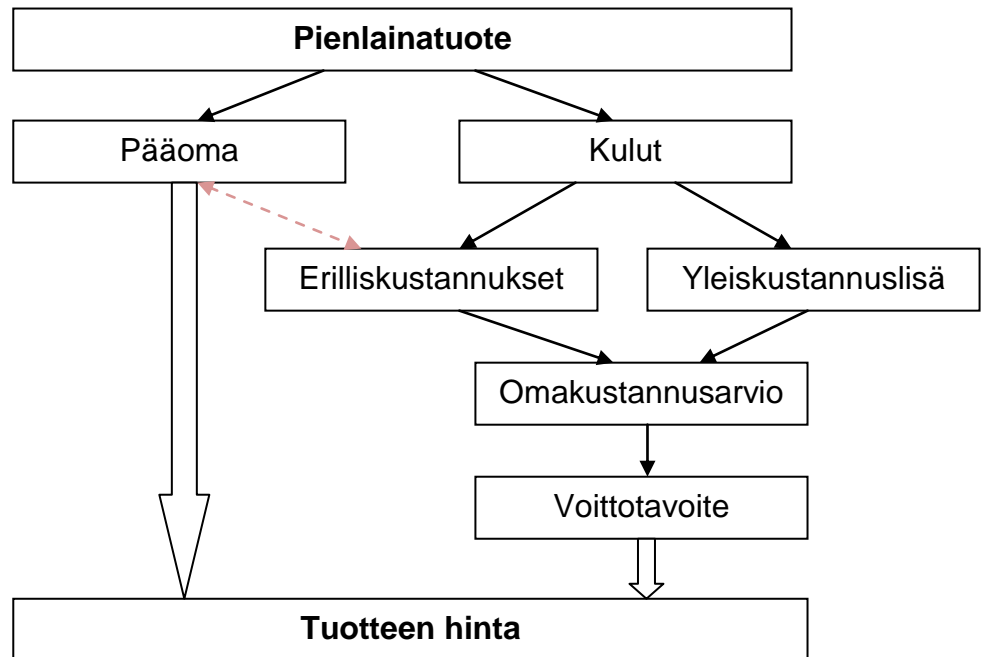 Pienlainatuote
Pääoma
Kulut
Erilliskustannukset
Yleiskustannuslisä
Omakustannusarvio
Voittotavoite
Tuotteen hinta